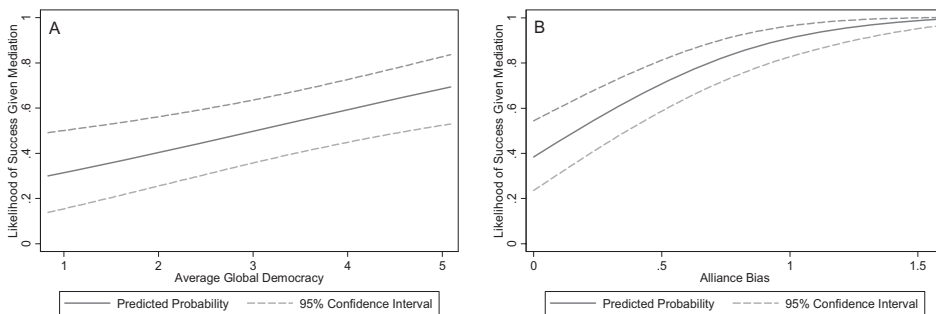 A
Likelihood of Success Given Mediation
0 .2 .4 .6 .8 1
1 2 3 4 5
Average Global Democracy
Predicted Probability 95% Confidence Interval
B
Likelihood of Success Given Mediation
0 .2 .4 .6 .8 1
0 .5 1 1.5
Alliance Bias
Predicted Probability 95% Confidence Interval